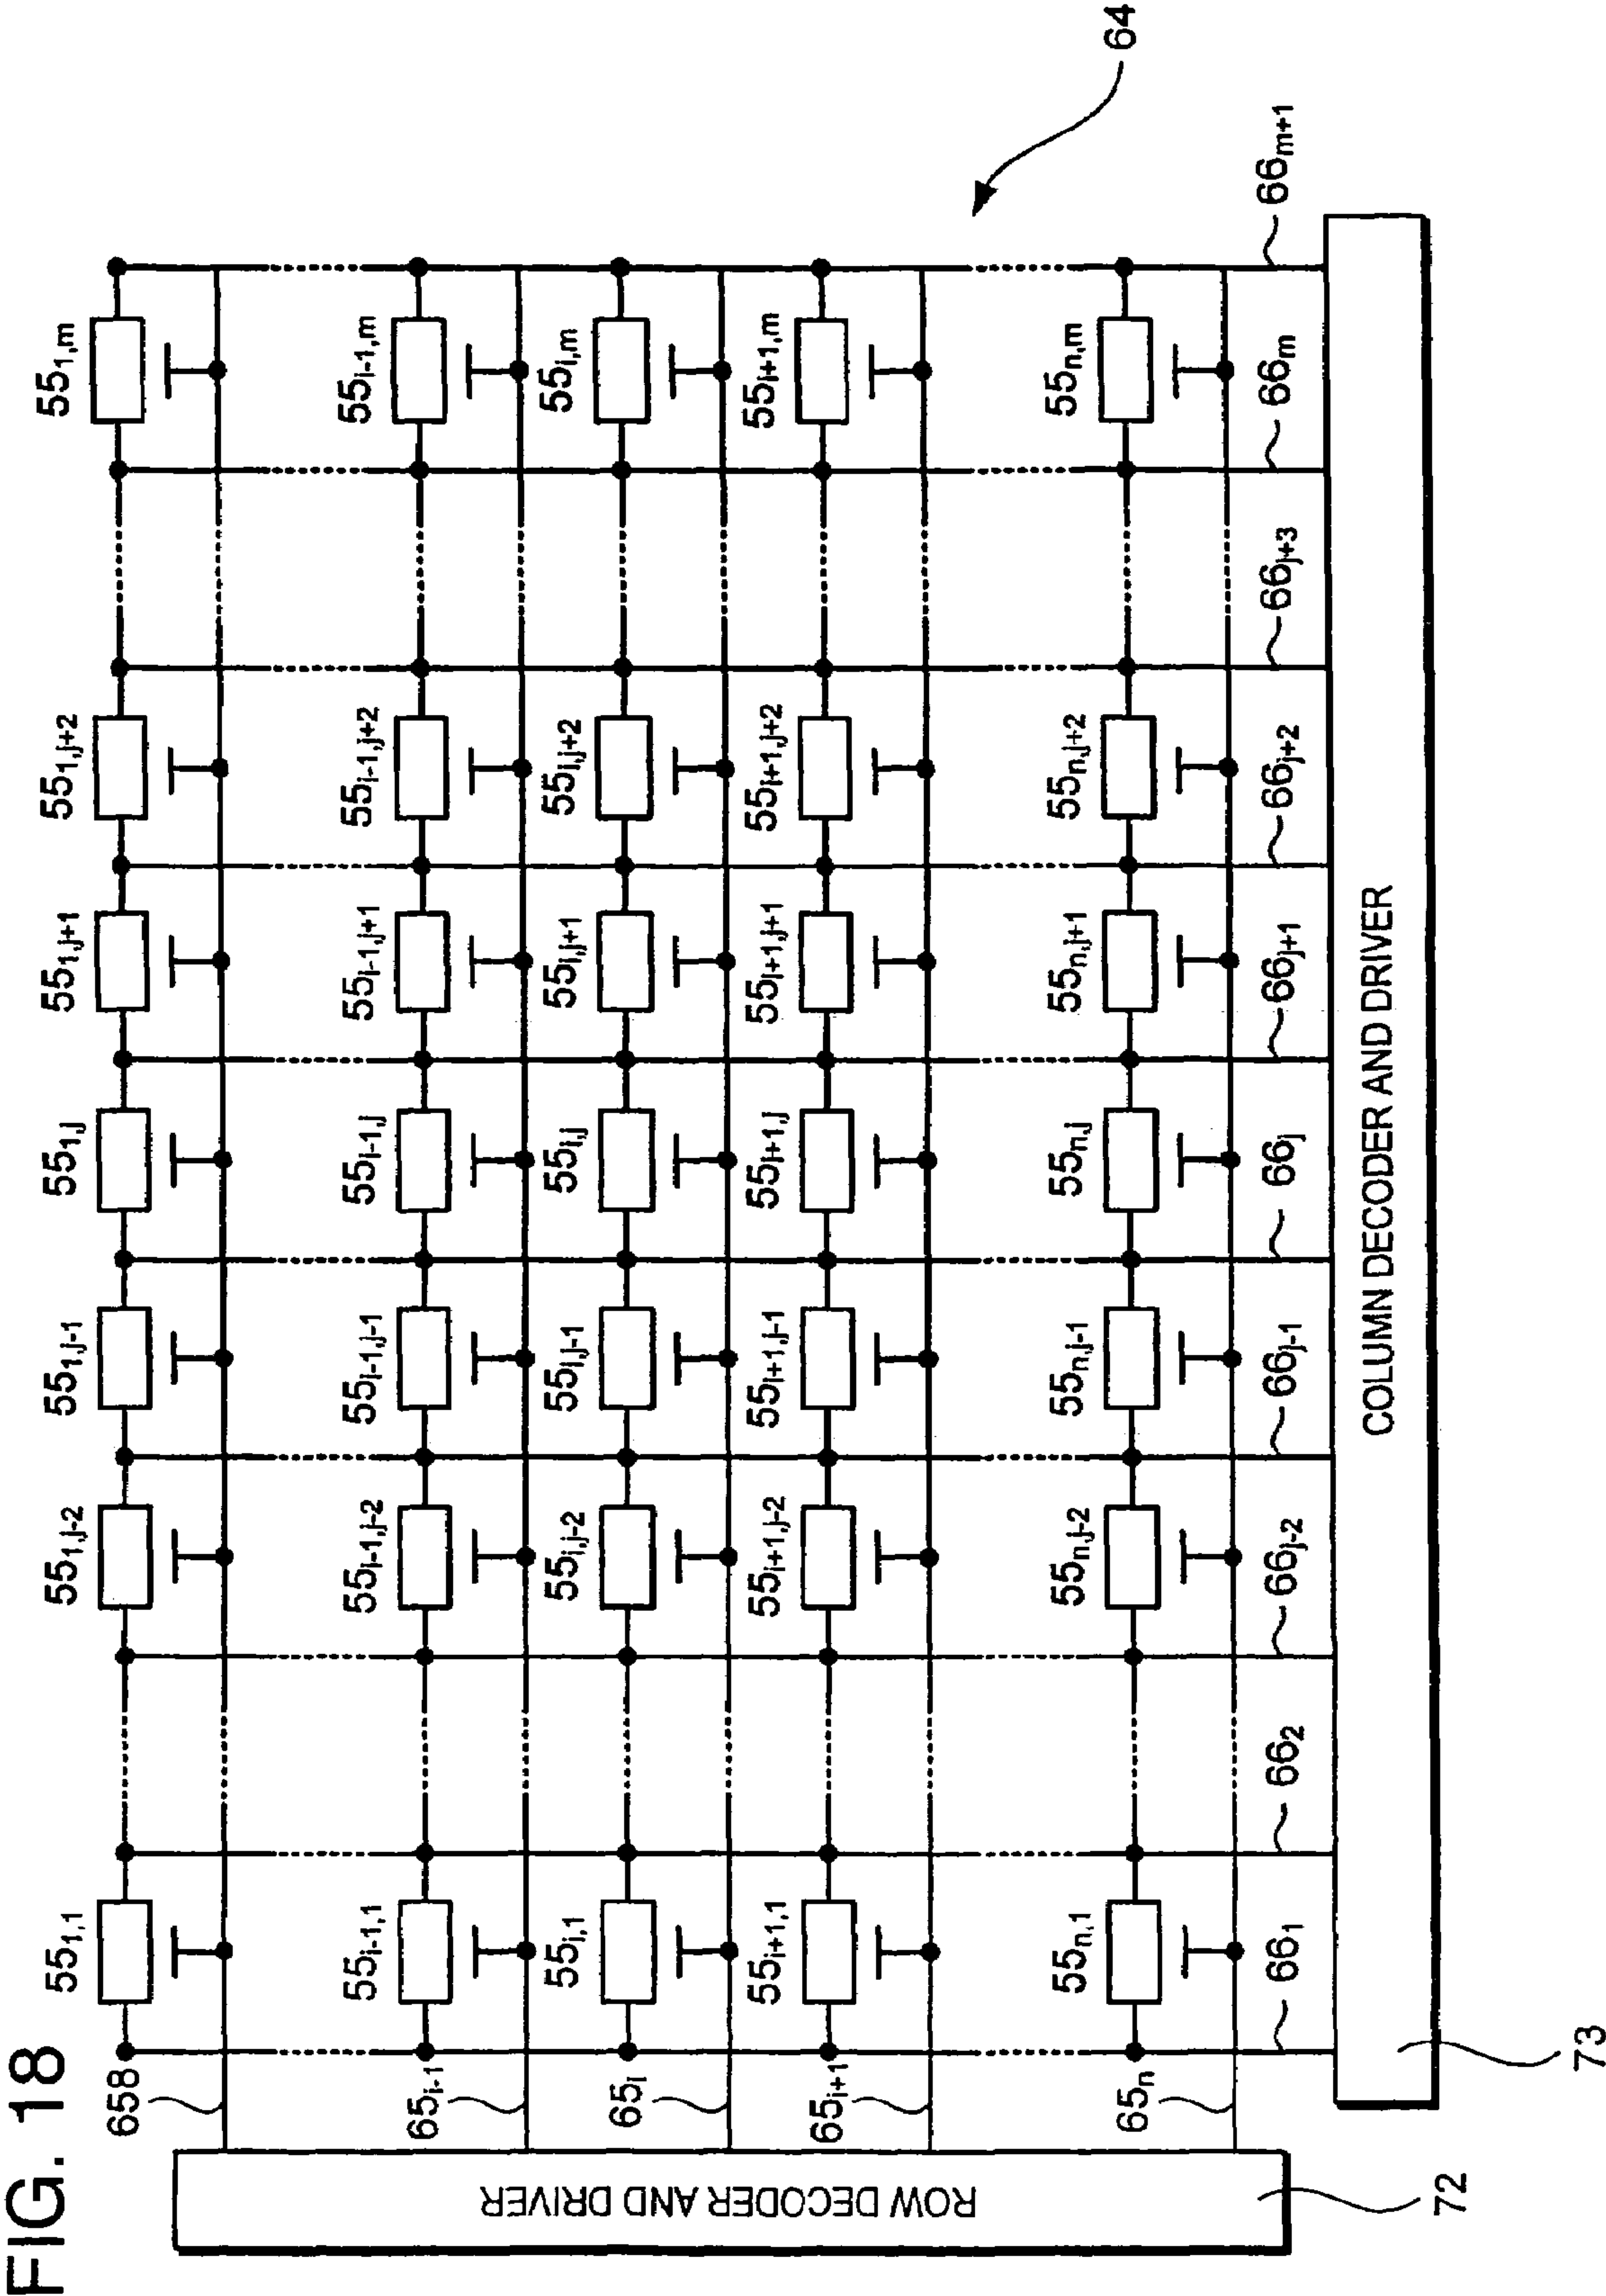 FIG. 18
64
55₁,₁ 55₁,ⱼ₋₂ 55₁,ⱼ₋₁ 55₁,ⱼ 55₁,ⱼ₊₁ 55₁,ⱼ₊₂ 55₁,ₘ
658
55ᵢ₋₁,₁ 55ᵢ₋₁,ⱼ₋₂ 55ᵢ₋₁,ⱼ₋₁ 55ᵢ₋₁,ⱼ 55ᵢ₋₁,ⱼ₊₁ 55ᵢ₋₁,ⱼ₊₂ 55ᵢ₋₁,ₘ
65ᵢ₋₁
55ᵢ,₁ 55ᵢ,ⱼ₋₂ 55ᵢ,ⱼ₋₁ 55ᵢ,ⱼ 55ᵢ,ⱼ₊₁ 55ᵢ,ⱼ₊₂ 55ᵢ,ₘ
65ᵢ
55ᵢ₊₁,₁ 55ᵢ₊₁,ⱼ₋₂ 55ᵢ₊₁,ⱼ₋₁ 55ᵢ₊₁,ⱼ 55ᵢ₊₁,ⱼ₊₁ 55ᵢ₊₁,ⱼ₊₂ 55ᵢ₊₁,ₘ
65ᵢ₊₁
55ₙ,₁ 55ₙ,ⱼ₋₂ 55ₙ,ⱼ₋₁ 55ₙ,ⱼ 55ₙ,ⱼ₊₁ 55ₙ,ⱼ₊₂ 55ₙ,ₘ
65ₙ
66₁ 66₂ 66ⱼ₋₂ 66ⱼ₋₁ 66ⱼ 66ⱼ₊₁ 66ⱼ₊₂ 66ⱼ₊₃ 66ₘ 66ₘ₊₁
ROW DECODER AND DRIVER
COLUMN DECODER AND DRIVER
72
73